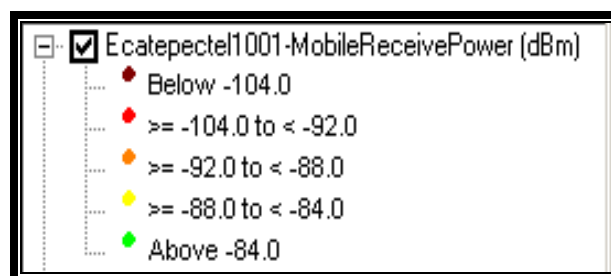 Ecatepectel1001-MobileReceivePower (dBm)
Below -104.0
>= -104.0 to < -92.0
>= -92.0 to < -88.0
>= -88.0 to < -84.0
Above -84.0